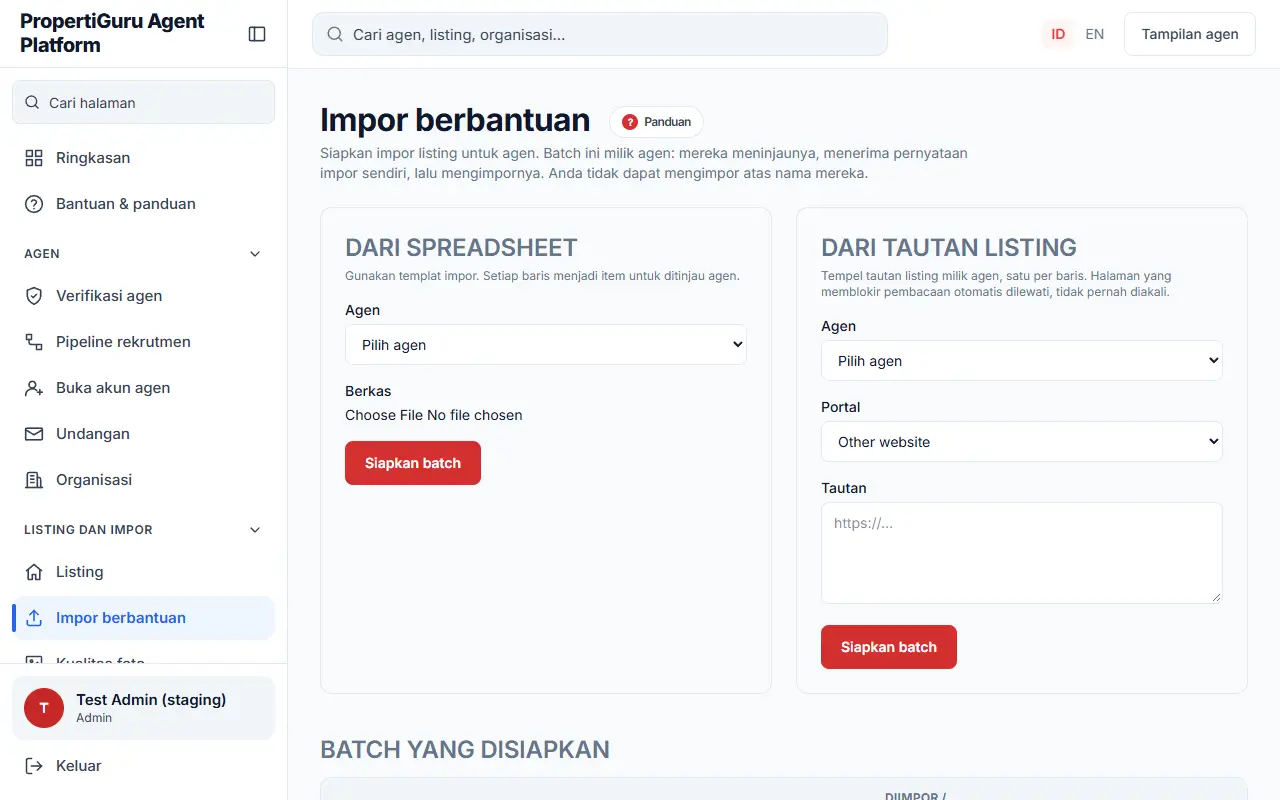 PropertiGuru Agent
Platform
Cari halaman
Ringkasan
Bantuan & panduan
AGEN
Verifikasi agen
Pipeline rekrutmen
Buka akun agen
Undangan
Organisasi
LISTING DAN IMPOR
Listing
Impor berbantuan
Kualitas foto
T
Test Admin (staging)
Admin
Keluar
Cari agen, listing, organisasi...
ID
EN
Tampilan agen
Impor berbantuan
? Panduan
Siapkan impor listing untuk agen. Batch ini milik agen: mereka meninjaunya, menerima pernyataan
impor sendiri, lalu mengimpornya. Anda tidak dapat mengimpor atas nama mereka.
DARI SPREADSHEET
Gunakan templat impor. Setiap baris menjadi item untuk ditinjau agen.
Agen
Pilih agen
Berkas
Choose File No file chosen
Siapkan batch
DARI TAUTAN LISTING
Tempel tautan listing milik agen, satu per baris. Halaman yang
memblokir pembacaan otomatis dilewati, tidak pernah diakali.
Agen
Pilih agen
Portal
Other website
Tautan
https://...
Siapkan batch
BATCH YANG DISIAPKAN
DIIMPOR /